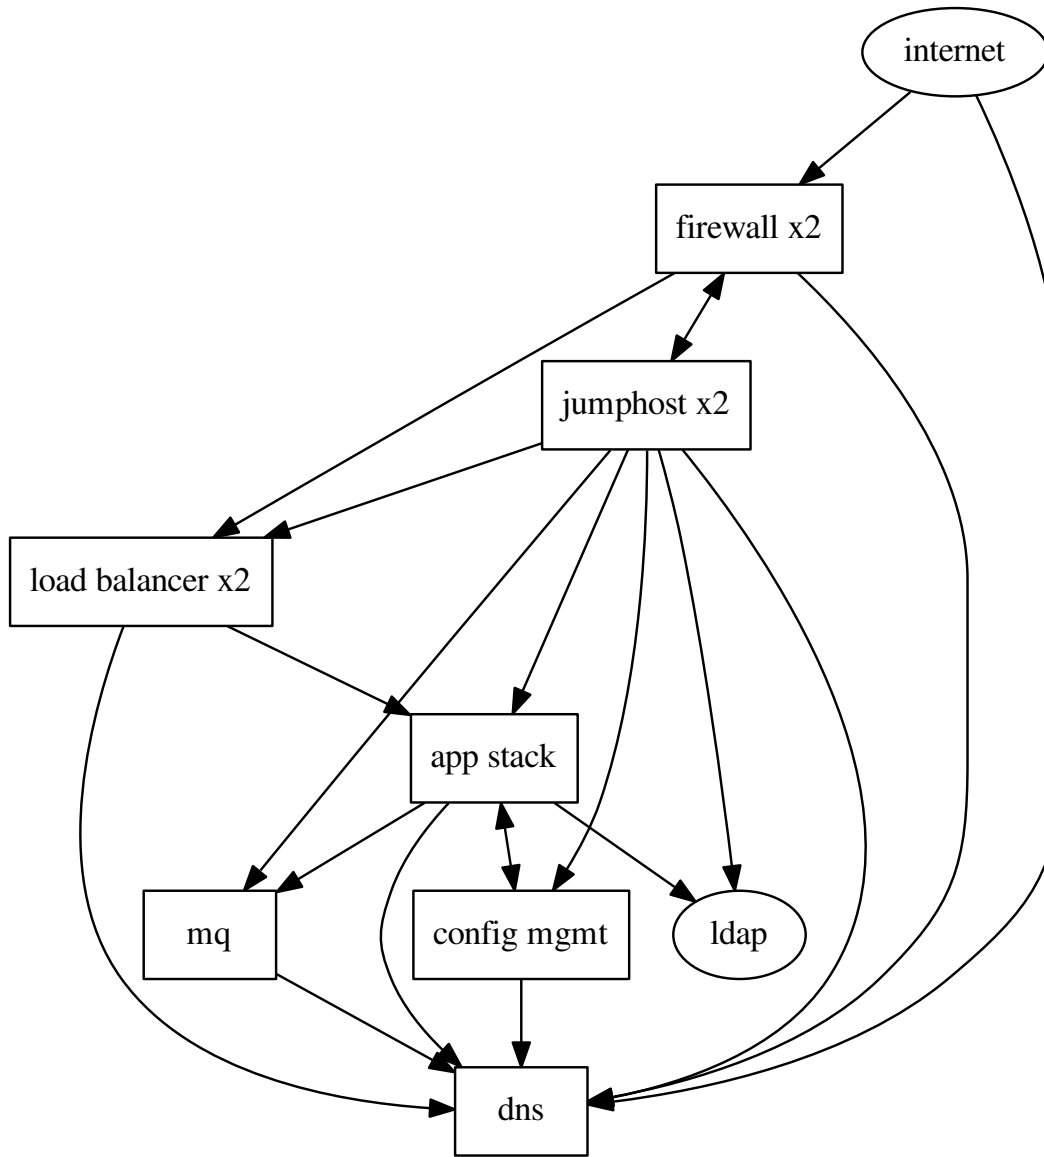 internet
firewall x2
jumphost x2
load balancer x2
app stack
mq
config mgmt
ldap
dns